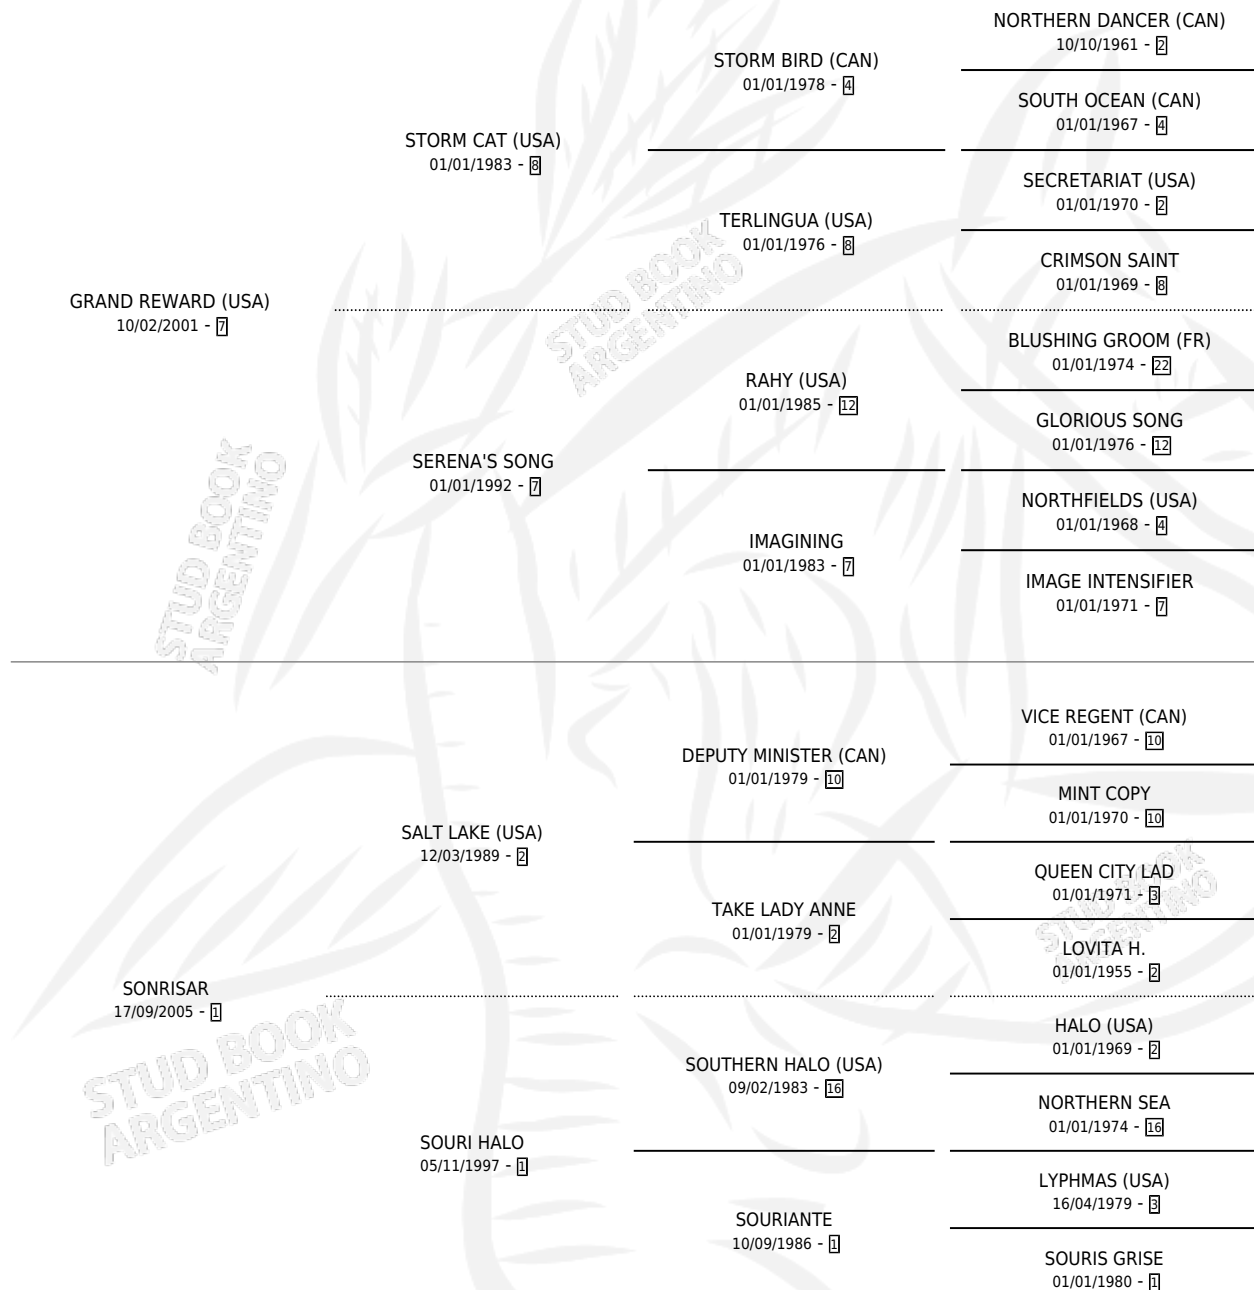 NORTHERN DANCER (CAN)
10/10/1961 - 2
STORM BIRD (CAN)
01/01/1978 - 4
SOUTH OCEAN (CAN)
01/01/1967 - 4
STORM CAT (USA)
01/01/1983 - 8
SECRETARIAT (USA)
01/01/1970 - 2
TERLINGUA (USA)
01/01/1976 - 8
CRIMSON SAINT
01/01/1969 - 8
GRAND REWARD (USA)
10/02/2001 - 7
STUD BOOK
ARGENTINO
BLUSHING GROOM (FR)
01/01/1974 - 22
RAHY (USA)
01/01/1985 - 12
GLORIOUS SONG
01/01/1976 - 12
SERENA'S SONG
01/01/1992 - 7
NORTHFIELDS (USA)
01/01/1968 - 4
IMAGINING
01/01/1983 - 7
IMAGE INTENSIFIER
01/01/1971 - 7
STUD BOOK
ARGENTINO
VICE REGENT (CAN)
01/01/1967 - 10
DEPUTY MINISTER (CAN)
01/01/1979 - 10
MINT COPY
01/01/1970 - 10
SALT LAKE (USA)
12/03/1989 - 2
QUEEN CITY LAD
01/01/1971 - 3
TAKE LADY ANNE
01/01/1979 - 2
LOVITA H.
01/01/1955 - 2
STUD BOOK
ARGENTINO
SONRISAR
17/09/2005 - 1
HALO (USA)
01/01/1969 - 2
SOUTHERN HALO (USA)
09/02/1983 - 16
NORTHERN SEA
01/01/1974 - 16
STUD BOOK
ARGENTINO
SOURI HALO
05/11/1997 - 1
LYPHMAS (USA)
16/04/1979 - 3
SOURIANTE
10/09/1986 - 1
SOURIS GRISE
01/01/1980 - 1